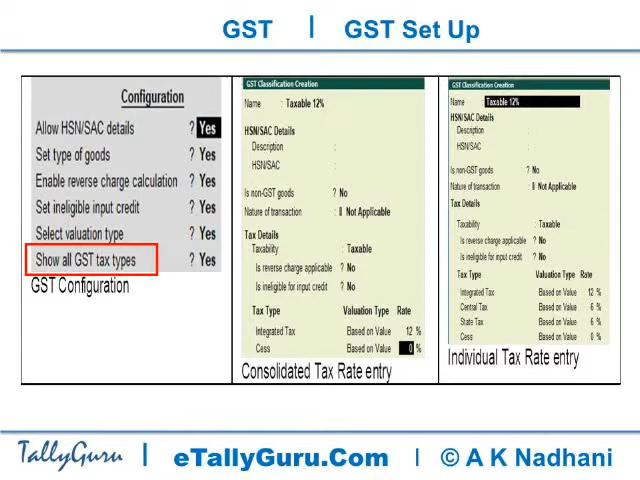 GST | GST Set Up
Configuration
Allow HSN/SAC details ? Yes
Set type of goods ? Yes
Enable reverse charge calculation ? Yes
Set ineligible input credit ? Yes
Select valuation type ? Yes
Show all GST tax types ? Yes
GST Configuration
GST Classification Creation
Name : Taxable 12%
HSN/SAC Details
Description :
HSN/SAC :
Is non-GST goods ? No
Nature of transaction : Not Applicable
Tax Details
Taxability : Taxable
Is reverse charge applicable ? No
Is ineligible for input credit ? No
Tax Type Valuation Type Rate
Integrated Tax Based on Value 12 %
Cess Based on Value 0 %
Consolidated Tax Rate entry
GST Classification Creation
Name : Taxable 12%
HSN/SAC Details
Description :
HSN/SAC :
Is non-GST goods ? No
Nature of transaction : Not Applicable
Tax Details
Taxability : Taxable
Is reverse charge applicable ? No
Is ineligible for input credit ? No
Tax Type Valuation Type Rate
Integrated Tax Based on Value 12 %
Central Tax Based on Value 6 %
State Tax Based on Value 6 %
Cess Based on Value 0 %
Individual Tax Rate entry
TallyGuru | eTallyGuru.Com | © A K Nadhani